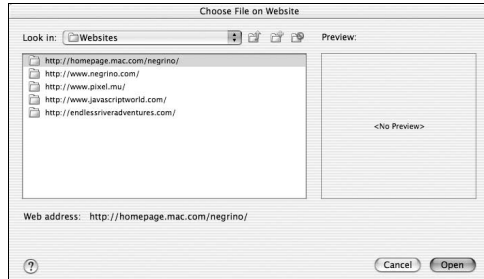 Choose File on Website
Look in: Websites
Preview:
http://homepage.mac.com/negrino/
http://www.negrino.com/
http://www.pixel.mu/
http://www.javascriptworld.com/
http://endlessriveradventures.com/
<No Preview>
Web address: http://homepage.mac.com/negrino/
?
Cancel
Open